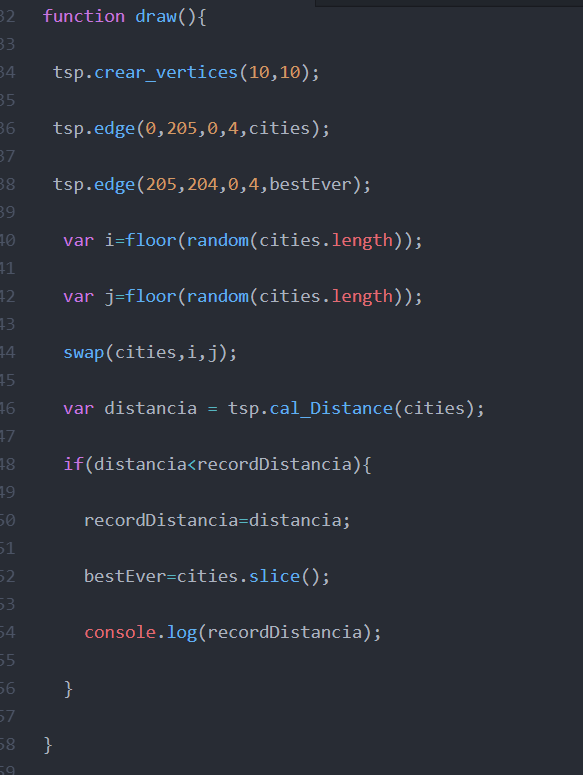 32 function draw(){
33
34 tsp.crear_vertices(10,10);
35
36 tsp.edge(0,205,0,4,cities);
37
38 tsp.edge(205,204,0,4,bestEver);
39
40 var i=floor(random(cities.length));
41
42 var j=floor(random(cities.length));
43
44 swap(cities,i,j);
45
46 var distancia = tsp.cal_Distance(cities);
47
48 if(distancia<recordDistancia){
49
50 recordDistancia=distancia;
51
52 bestEver=cities.slice();
53
54 console.log(recordDistancia);
55
56 }
57
58 }
59